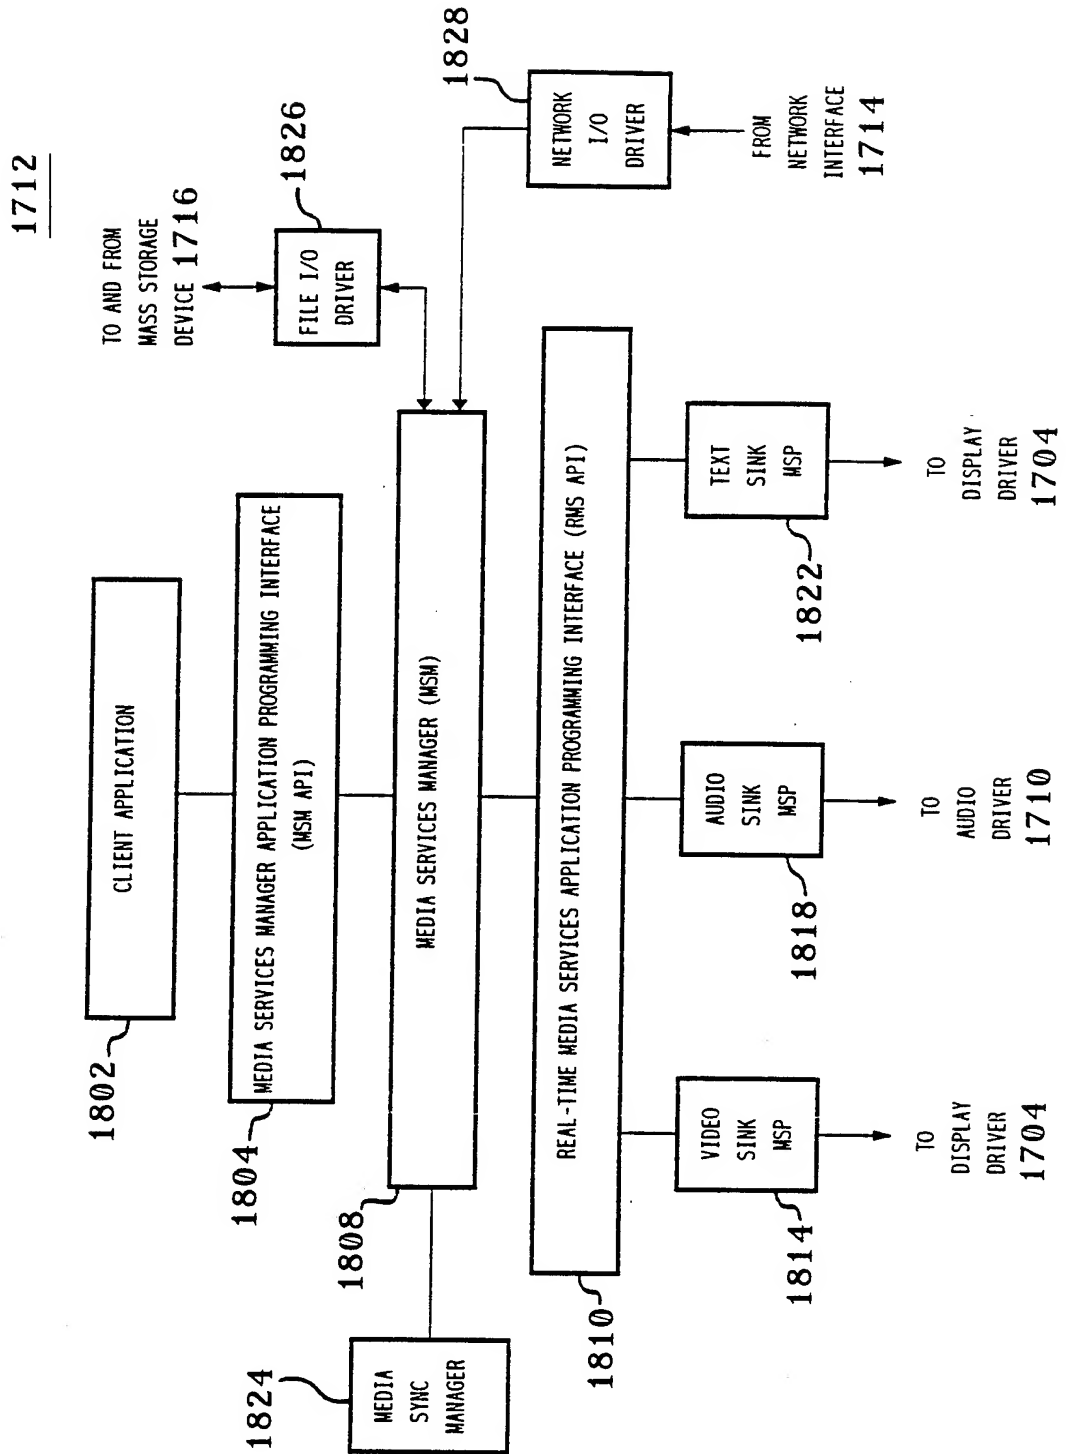 1712
TO AND FROM
MASS STORAGE
DEVICE 1716
1826
FILE I/O
DRIVER
1828
NETWORK
I/O
DRIVER
FROM
NETWORK
INTERFACE
1714
CLIENT APPLICATION
1802
MEDIA SERVICES MANAGER APPLICATION PROGRAMMING INTERFACE
(MSM API)
1804
MEDIA SERVICES MANAGER (MSM)
1808
1824
MEDIA
SYNC
MANAGER
REAL-TIME MEDIA SERVICES APPLICATION PROGRAMMING INTERFACE (RMS API)
1810
VIDEO
SINK
MSP
1814
TO
DISPLAY
DRIVER
1704
AUDIO
SINK
MSP
1818
TO
AUDIO
DRIVER
1710
TEXT
SINK
MSP
1822
TO
DISPLAY
DRIVER
1704